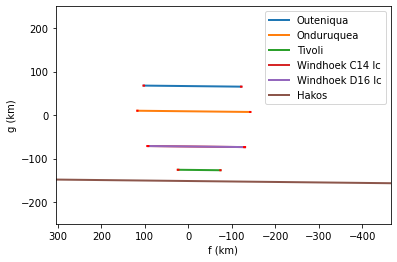 Outeniqua
Onduruquea
Tivoli
Windhoek C14 Ic
Windhoek D16 Ic
Hakos
200
100
0
−100
−200
g (km)
300 200 100 0 −100 −200 −300 −400
f (km)